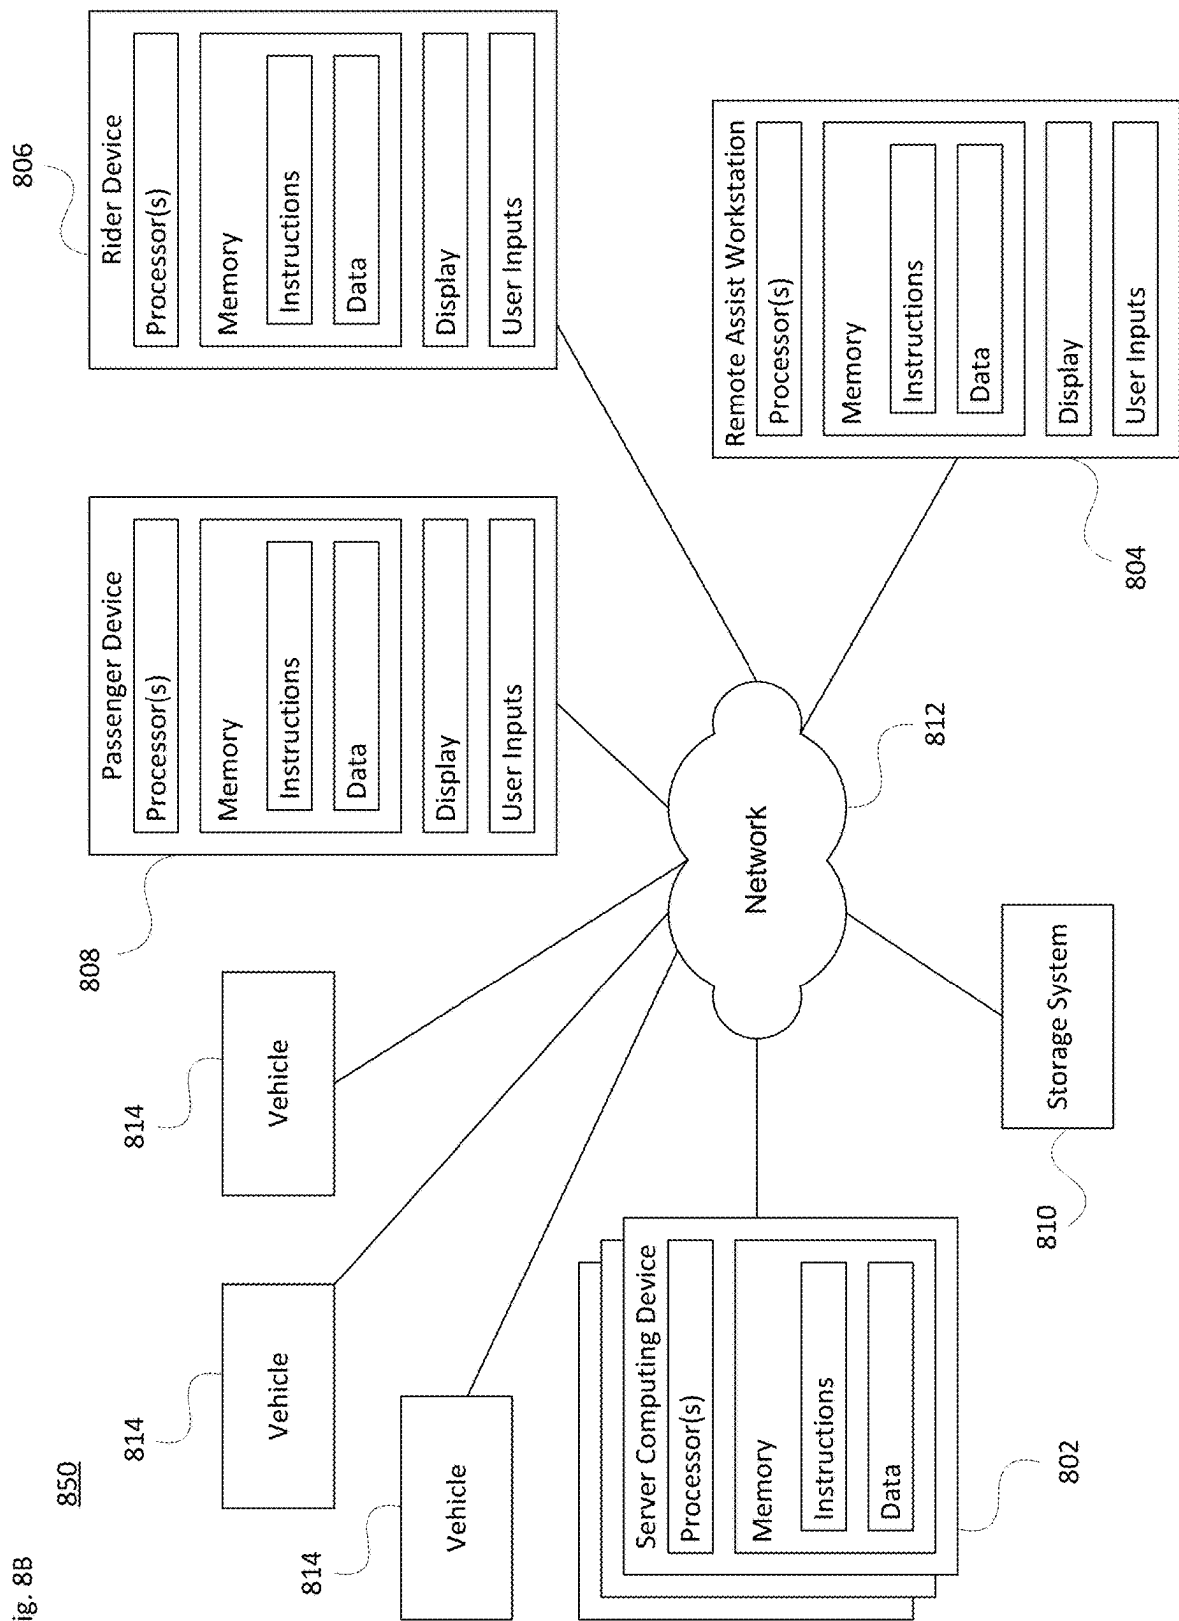 ig. 8B
850
814
Vehicle
814
Vehicle
814
Vehicle
808
Passenger Device
Processor(s)
Memory
Instructions
Data
Display
User Inputs
806
Rider Device
Processor(s)
Memory
Instructions
Data
Display
User Inputs
Network
812
Server Computing Device
Processor(s)
Memory
Instructions
Data
802
Storage System
810
Remote Assist Workstation
Processor(s)
Memory
Instructions
Data
Display
User Inputs
804